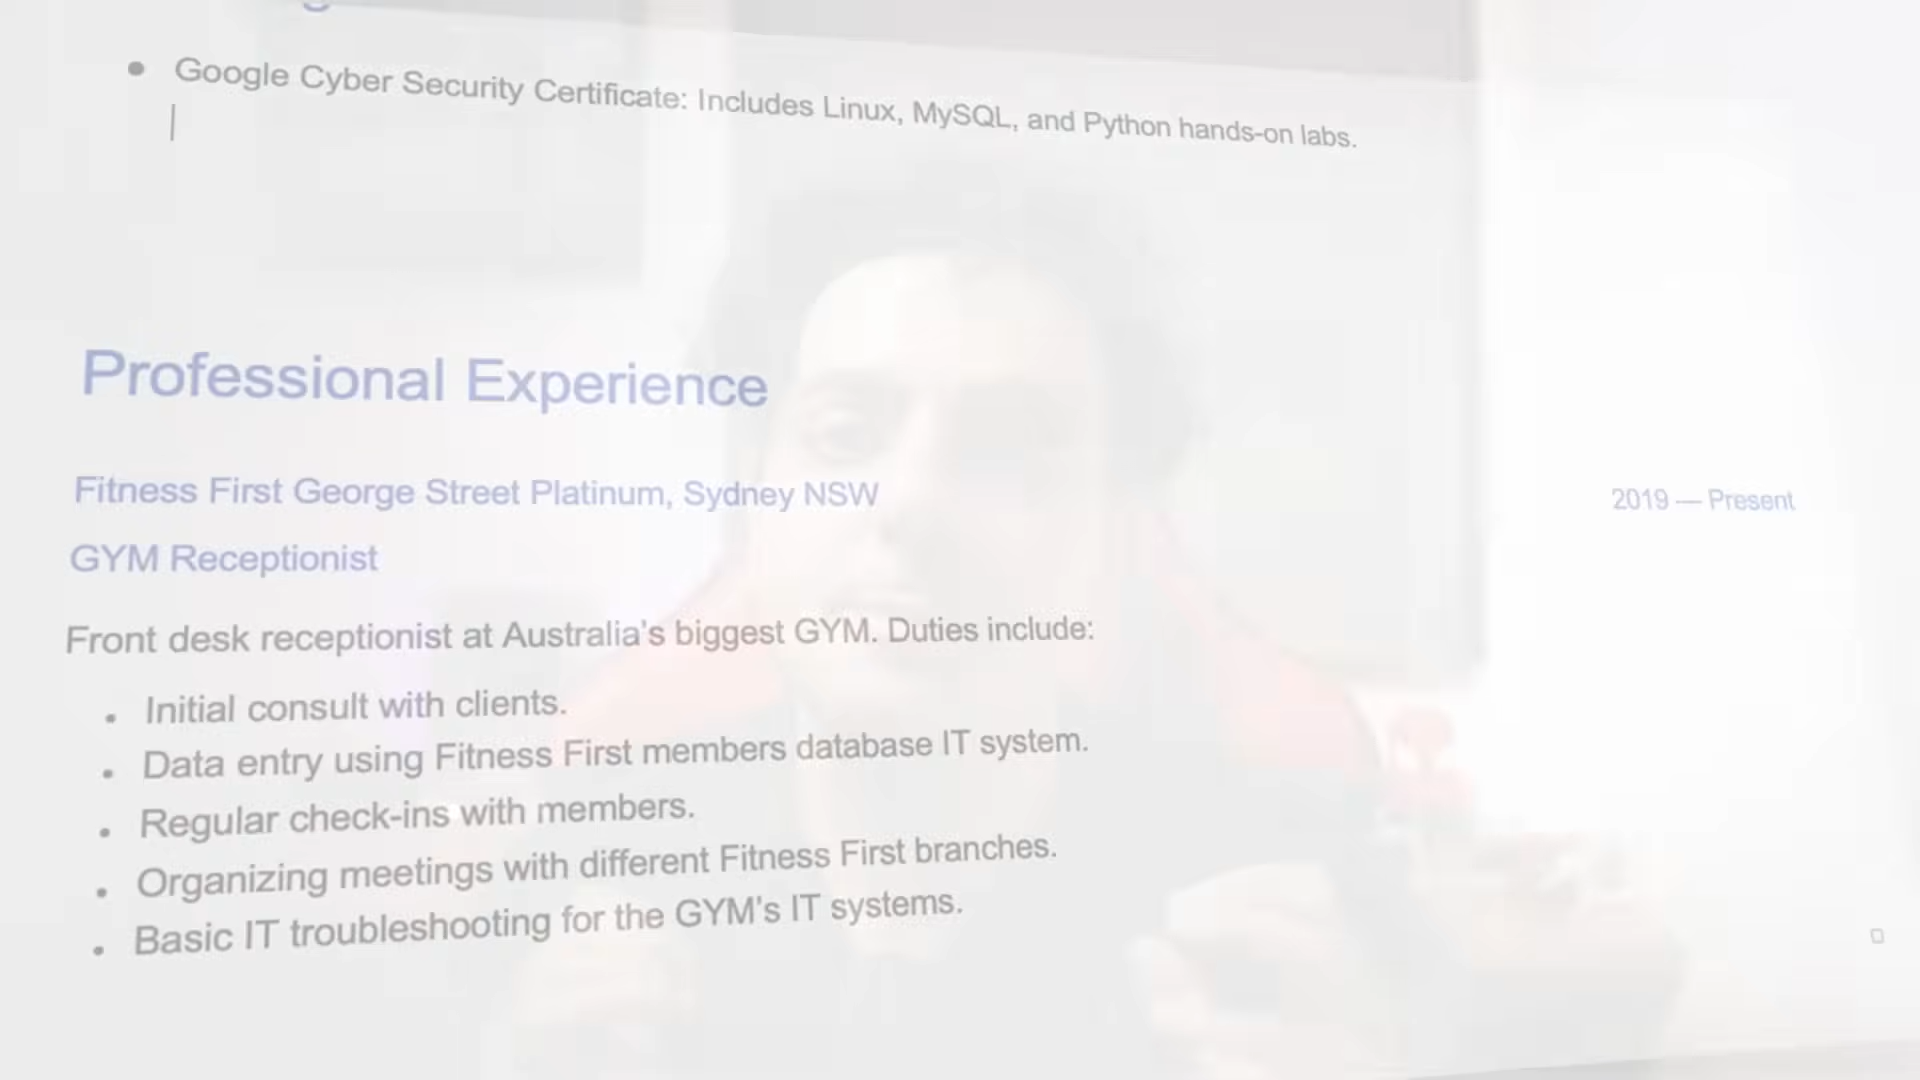 Google Cyber Security Certificate: Includes Linux, MySQL, and Python hands-on labs.
Professional Experience
Fitness First George Street Platinum, Sydney NSW
2019 — Present
GYM Receptionist
Front desk receptionist at Australia's biggest GYM. Duties include:
Initial consult with clients.
Data entry using Fitness First members database IT system.
Regular check-ins with members.
Organizing meetings with different Fitness First branches.
Basic IT troubleshooting for the GYM's IT systems.